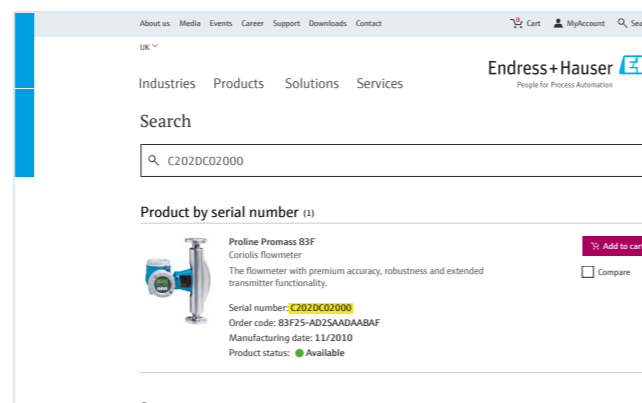 About us Media Events Career Support Downloads Contact
Cart MyAccount
UK
Endress+Hauser
People for Process Automation
Industries Products Solutions Services
Search
C202DC02000
Product by serial number (1)
Proline Promass 83F
Coriolis flowmeter
The flowmeter with premium accuracy, robustness and extended
transmitter functionality.
Add to cart
Compare
Serial number: C202DC02000
Order code: 83F25-AD2SAADAABAF
Manufacturing date: 11/2010
Product status: Available